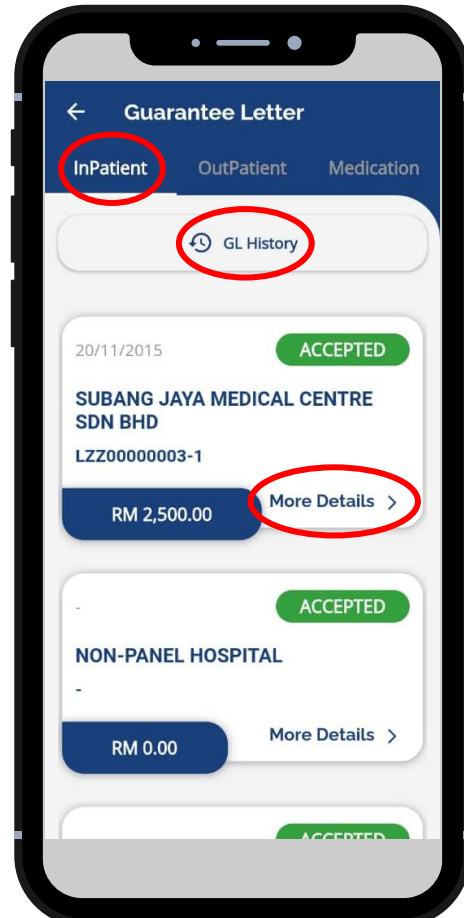 Guarantee Letter
InPatient OutPatient Medication
GL History
20/11/2015 ACCEPTED
SUBANG JAYA MEDICAL CENTRE
SDN BHD
LZZ00000003-1
RM 2,500.00 More Details >
- ACCEPTED
NON-PANEL HOSPITAL
-
RM 0.00 More Details >
ACCEPTED